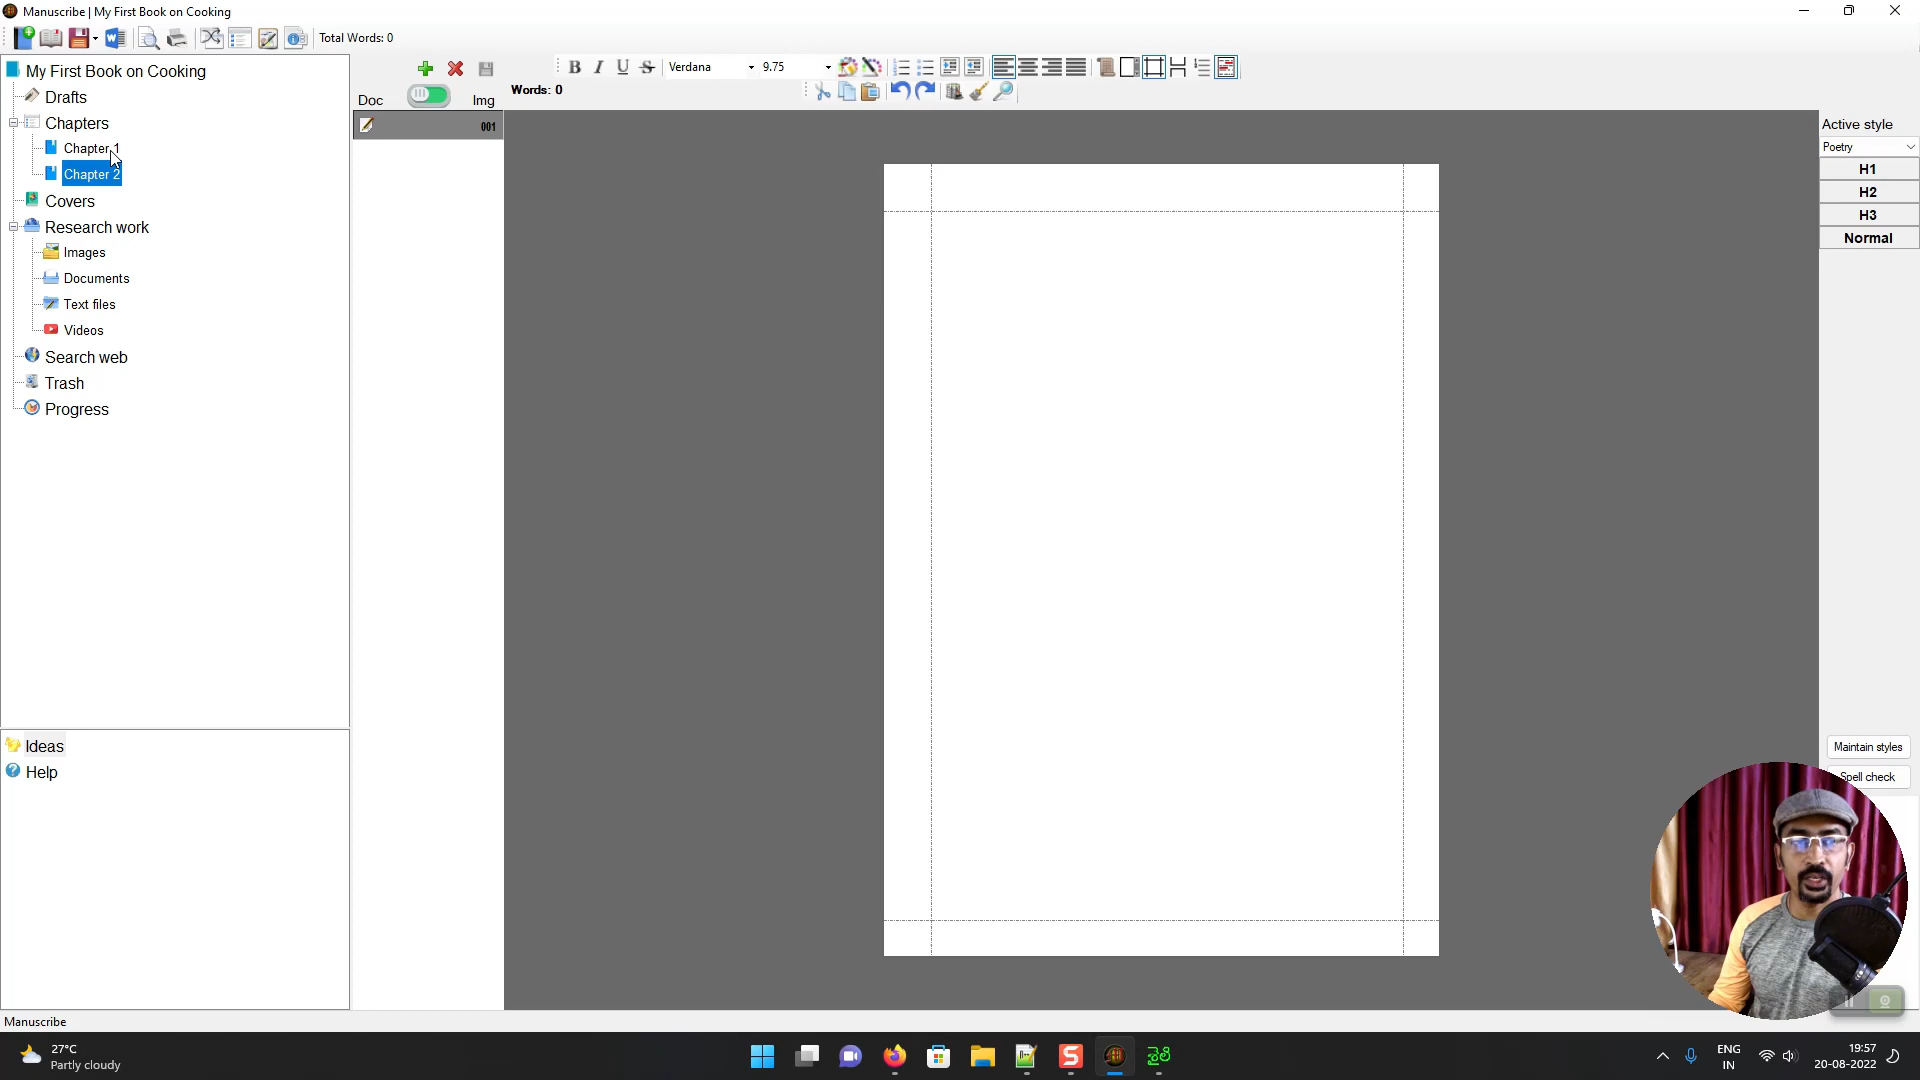 Manuscribe | My First Book on Cooking
Total Words: 0
My First Book on Cooking
Drafts
Chapters
Chapter 1
Chapter 2
Covers
Research work
Images
Documents
Text files
Videos
Search web
Trash
Progress
Ideas
Help
Doc
Img
001
Words: 0
B I U S Verdana 9.75
Active style
Poetry
H1
H2
H3
Normal
Maintain styles
Spell check
Manuscribe
27°C
Partly cloudy
శైలి
ENG
IN
19:57
20-08-2022